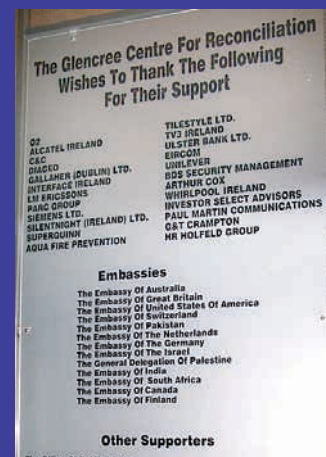 The Glencree Centre For Reconciliation
Wishes To Thank The Following
For Their Support
O2
ALCATEL IRELAND
C&C
DIAGEO
GALLAHER (DUBLIN) LTD.
INTERFACE IRELAND
LM ERICSSONS
PARC GROUP
SIEMENS LTD.
SILENTNIGHT (IRELAND) LTD.
SUPERQUINN
AQUA FIRE PREVENTION
TILESTYLE LTD.
TV3 IRELAND
ULSTER BANK LTD.
EIRCOM
UNILEVER
BDS SECURITY MANAGEMENT
ARTHUR COX
WHIRLPOOL IRELAND
INVESTOR SELECT ADVISORS
PAUL MARTIN COMMUNICATIONS
G&T CRAMPTON
HR HOLFELD GROUP
Embassies
The Embassy Of Australia
The Embassy Of Great Britain
The Embassy Of United States Of America
The Embassy Of Switzerland
The Embassy Of Pakistan
The Embassy Of The Netherlands
The Embassy Of The Germany
The Embassy Of The Israel
The General Delegation Of Palestine
The Embassy Of India
The Embassy Of South Africa
The Embassy Of Canada
The Embassy Of Finland
Other Supporters